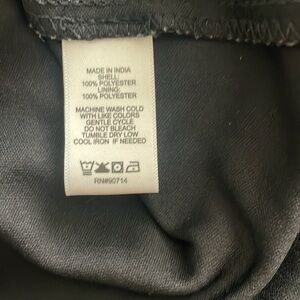 MADE IN INDIA
SHELL:
100% POLYESTER
LINING:
100% POLYESTER
MACHINE WASH COLD
WITH LIKE COLORS
GENTLE CYCLE
DO NOT BLEACH
TUMBLE DRY LOW
COOL IRON IF NEEDED
RN#90714